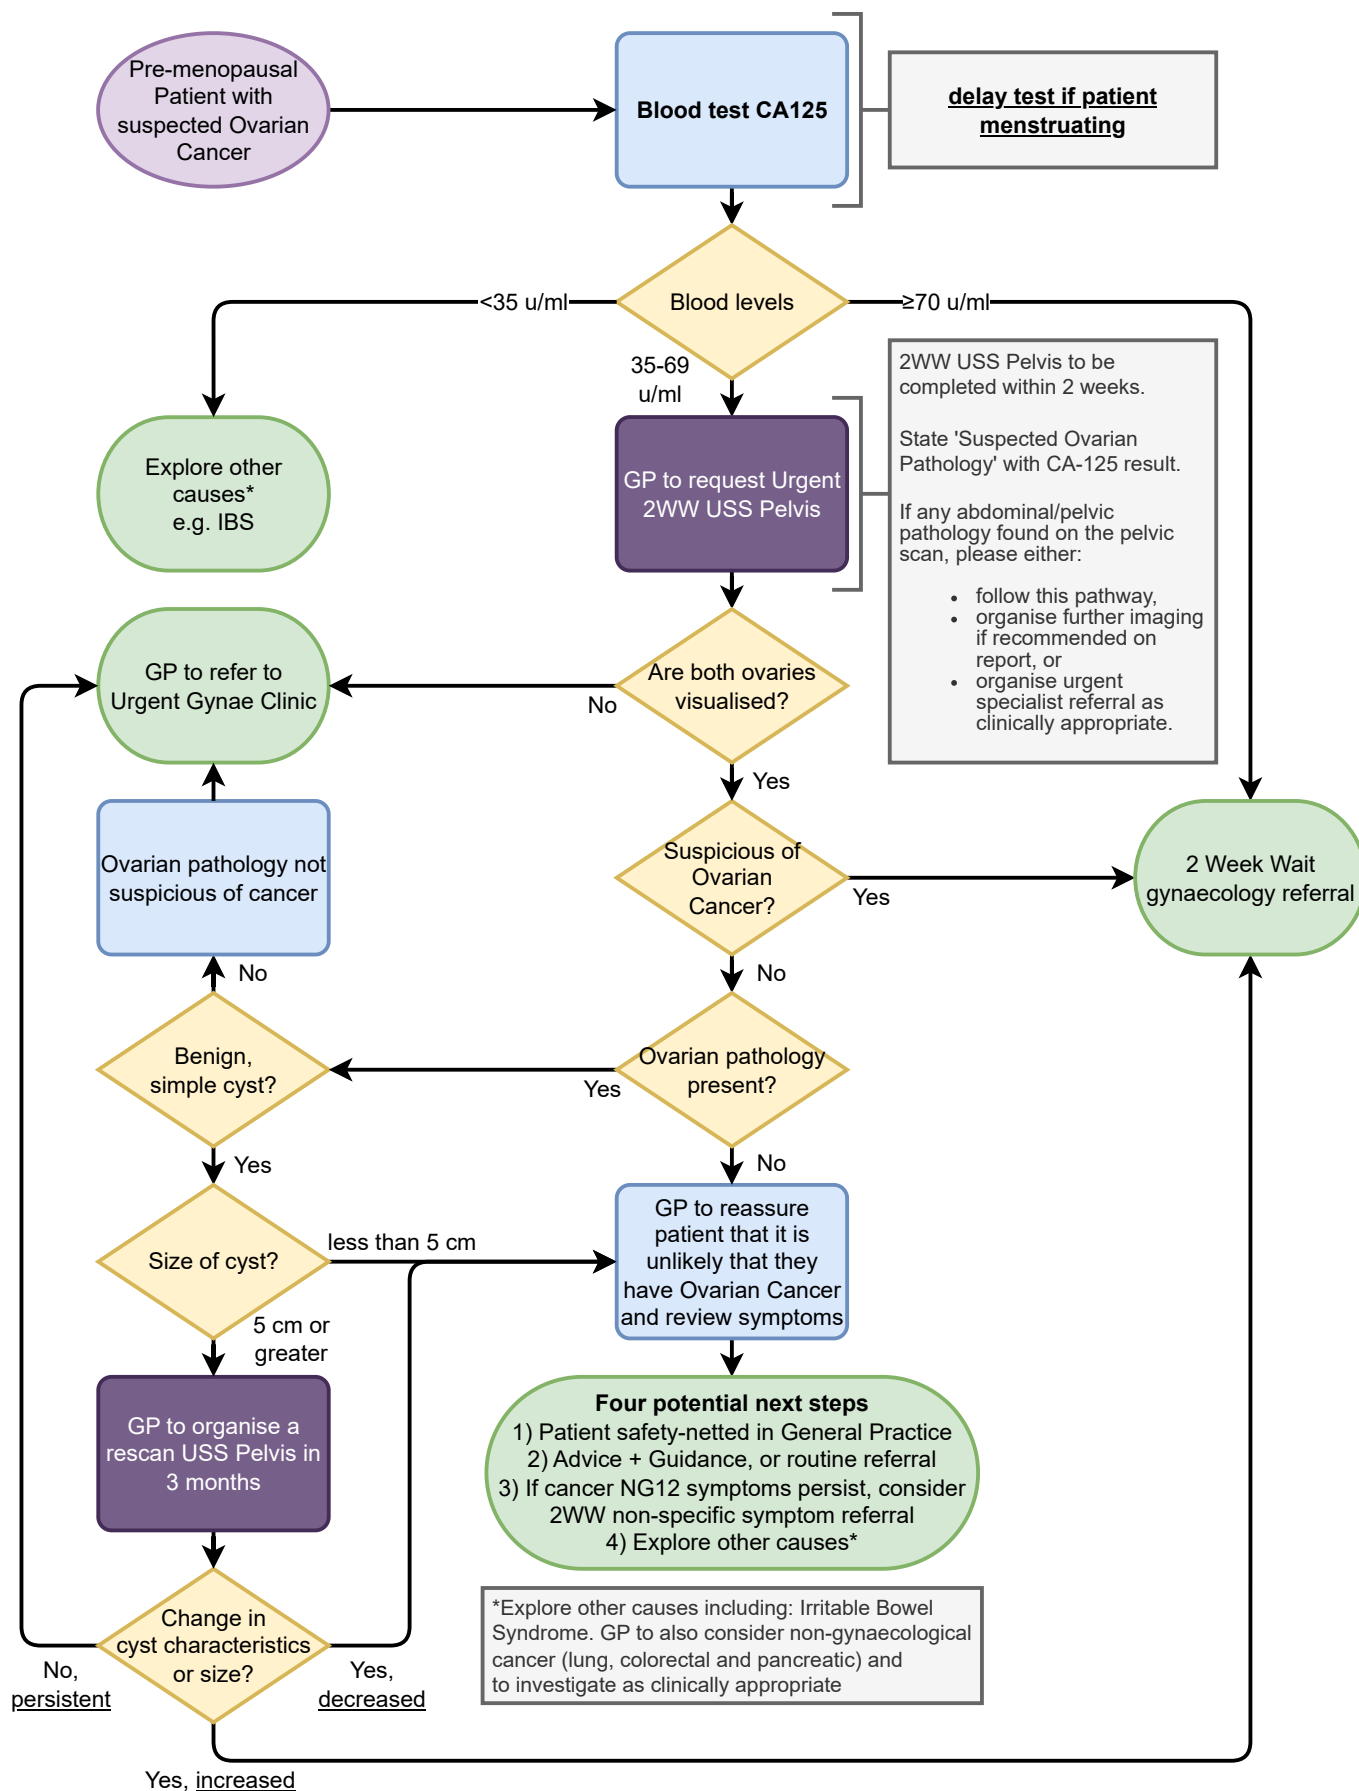 Pre-menopausal
Patient with
suspected Ovarian
Cancer
Blood test CA125
delay test if patient
menstruating
Blood levels
<35 u/ml
≥70 u/ml
35-69
u/ml
2WW USS Pelvis to be
completed within 2 weeks.
State 'Suspected Ovarian
Pathology' with CA-125 result.
If any abdominal/pelvic
pathology found on the pelvic
scan, please either:
• follow this pathway,
• organise further imaging
if recommended on
report, or
• organise urgent
specialist referral as
clinically appropriate.
Explore other
causes*
e.g. IBS
GP to request Urgent
2WW USS Pelvis
GP to refer to
Urgent Gynae Clinic
Are both ovaries
visualised?
No
Yes
Ovarian pathology not
suspicious of cancer
Suspicious of
Ovarian
Cancer?
Yes
2 Week Wait
gynaecology referral
No
No
Benign,
simple cyst?
Yes
Ovarian pathology
present?
Yes
No
Size of cyst?
less than 5 cm
GP to reassure
patient that it is
unlikely that they
have Ovarian Cancer
and review symptoms
5 cm or
greater
GP to organise a
rescan USS Pelvis in
3 months
Four potential next steps
1) Patient safety-netted in General Practice
2) Advice + Guidance, or routine referral
3) If cancer NG12 symptoms persist, consider
2WW non-specific symptom referral
4) Explore other causes*
Change in
cyst characteristics
or size?
No,
persistent
Yes,
decreased
Yes, increased
*Explore other causes including: Irritable Bowel
Syndrome. GP to also consider non-gynaecological
cancer (lung, colorectal and pancreatic) and
to investigate as clinically appropriate